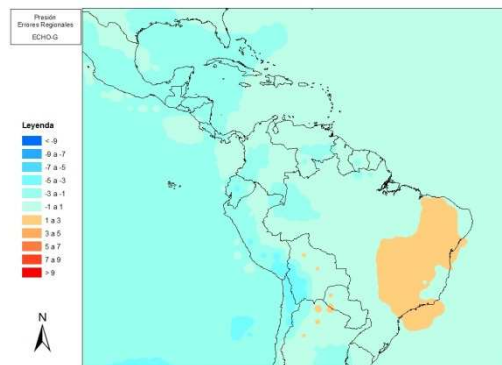 Presión
Errores Regionales
ECHO-G
Leyenda
< -9
-9 a -7
-7 a -5
-5 a -3
-3 a -1
-1 a 1
1 a 3
3 a 5
5 a 7
7 a 9
> 9
N